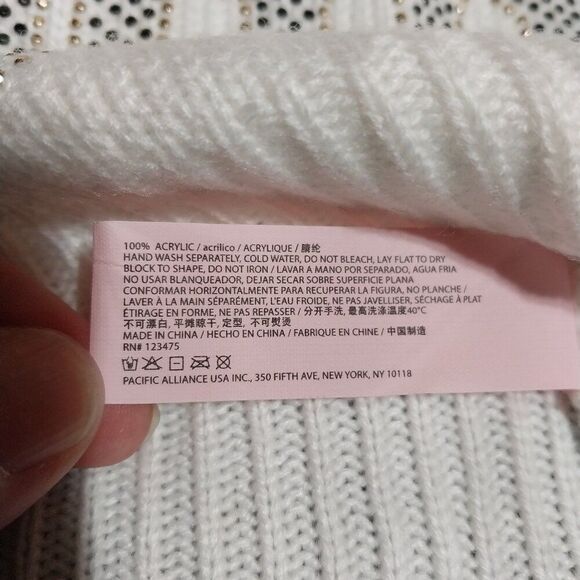 100% ACRYLIC / acrilico / ACRYLIQUE / 腈纶
HAND WASH SEPARATELY, COLD WATER, DO NOT BLEACH, LAY FLAT TO DRY
BLOCK TO SHAPE, DO NOT IRON / LAVAR A MANO POR SEPARADO, AGUA FRIA
NO USAR BLANQUEADOR, DEJAR SECAR SOBRE SUPERFICIE PLANA
CONFORMAR HORIZONTALMENTE PARA RECUPERAR LA FIGURA, NO PLANCHE /
LAVER À LA MAIN SÉPARÉMENT, L'EAU FROIDE, NE PAS JAVELLISER, SÉCHAGE À PLAT
ÉTIRAGE EN FORME, NE PAS REPASSER / 分开手洗, 最高洗涤温度40°C
不可漂白, 平摊晾干, 定型, 不可熨烫
MADE IN CHINA / HECHO EN CHINA / FABRIQUE EN CHINE / 中国制造
RN# 123475
PACIFIC ALLIANCE USA INC., 350 FIFTH AVE, NEW YORK, NY 10118